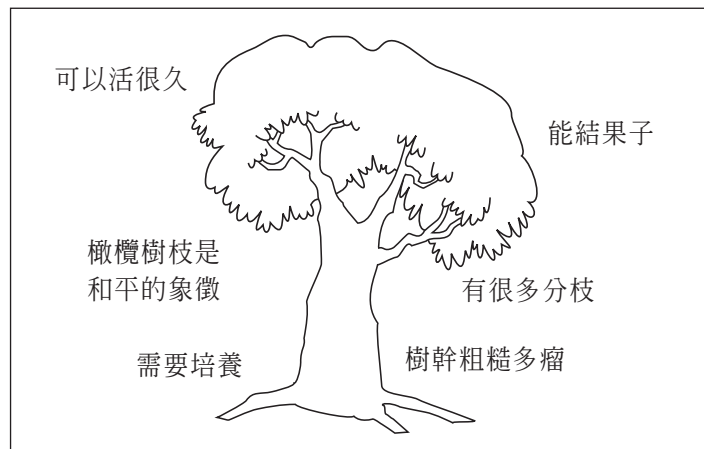 可以活很久
能結果子
橄欖樹枝是
和平的象徵
有很多分枝
需要培養
樹幹粗糙多瘤